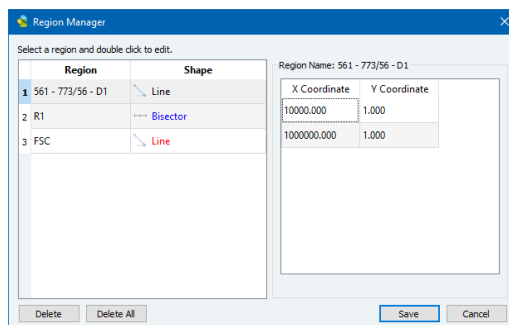 Region Manager
Select a region and double click to edit.
Region Shape
1 561 - 773/56 - D1 Line
2 R1 Bisector
3 FSC Line
Region Name: 561 - 773/56 - D1
X Coordinate Y Coordinate
10000.000 1.000
1000000.000 1.000
Delete Delete All Save Cancel